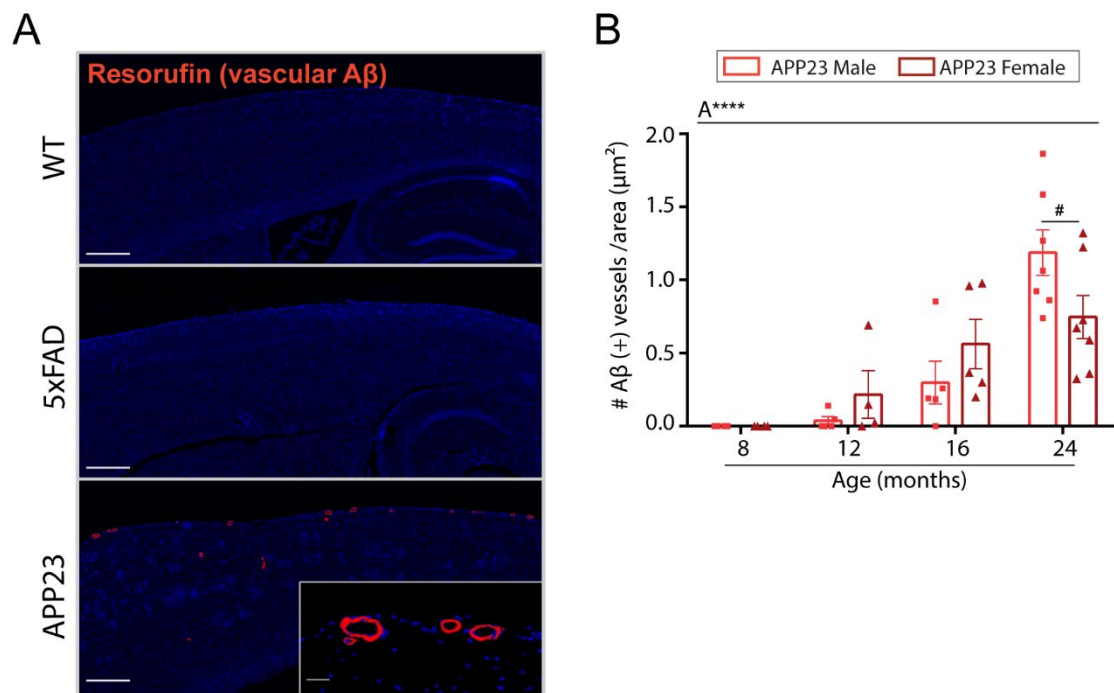 A
Resorufin (vascular Aβ)
WT
5xFAD
APP23
B
APP23 Male
APP23 Female
A****
# Aβ (+) vessels /area (μm²)
2.0
1.5
1.0
0.5
0.0
#
8 12 16 24
Age (months)